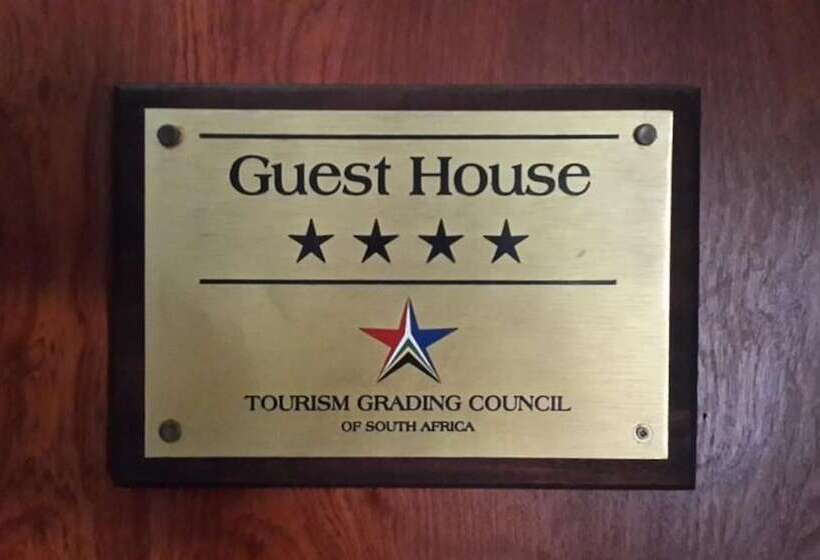 Guest House
★★★★
TOURISM GRADING COUNCIL
OF SOUTH AFRICA